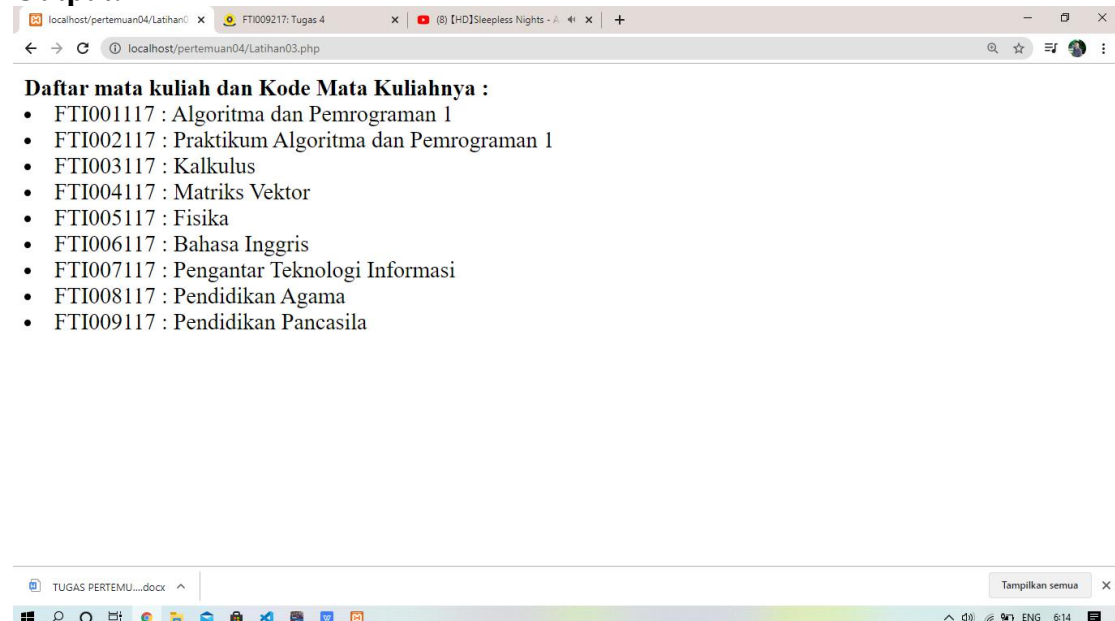 localhost/pertemuan04/Latihan0
FTI009217: Tugas 4
(8) [HD]Sleepless Nights - A
localhost/pertemuan04/Latihan03.php
Daftar mata kuliah dan Kode Mata Kuliahnya :
• FTI001117 : Algoritma dan Pemrograman 1
• FTI002117 : Praktikum Algoritma dan Pemrograman 1
• FTI003117 : Kalkulus
• FTI004117 : Matriks Vektor
• FTI005117 : Fisika
• FTI006117 : Bahasa Inggris
• FTI007117 : Pengantar Teknologi Informasi
• FTI008117 : Pendidikan Agama
• FTI009117 : Pendidikan Pancasila
TUGAS PERTEMU....docx
Tampilkan semua
ENG 6:14